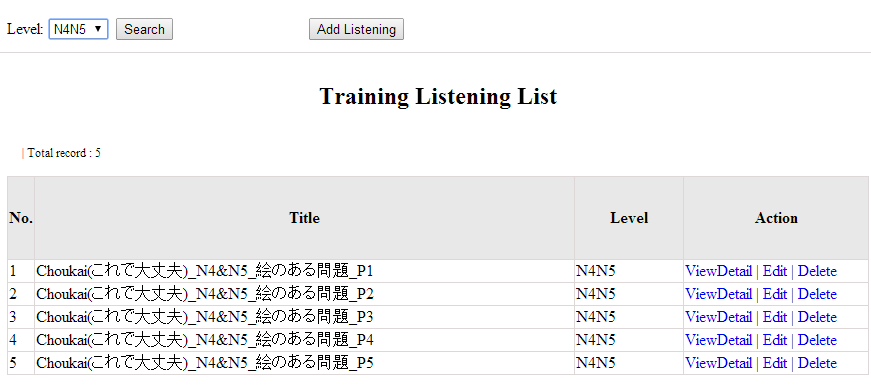 Level: N4N5 Search Add Listening
Training Listening List
| Total record : 5
No. Title Level Action
1 Choukai(これで大丈夫)_N4&N5_絵のある問題_P1 N4N5 ViewDetail | Edit | Delete
2 Choukai(これで大丈夫)_N4&N5_絵のある問題_P2 N4N5 ViewDetail | Edit | Delete
3 Choukai(これで大丈夫)_N4&N5_絵のある問題_P3 N4N5 ViewDetail | Edit | Delete
4 Choukai(これで大丈夫)_N4&N5_絵のある問題_P4 N4N5 ViewDetail | Edit | Delete
5 Choukai(これで大丈夫)_N4&N5_絵のある問題_P5 N4N5 ViewDetail | Edit | Delete